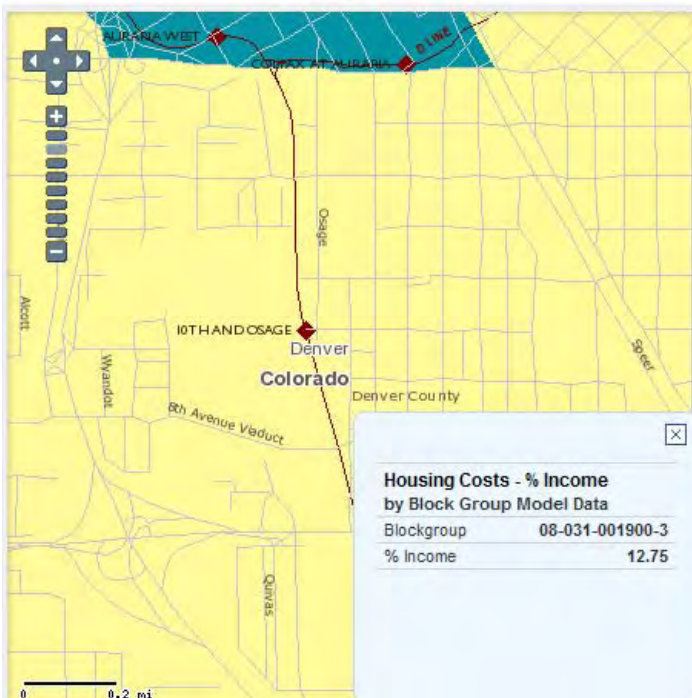 AURARIA WEST
D LINE
COLFAX AT AURARIA
Osage
Alcott
10TH AND OSAGE
Denver
Speer
Wyandot
Colorado
Denver County
8th Avenue Viaduct
Housing Costs - % Income
by Block Group Model Data
Blockgroup 08-031-001900-3
% Income 12.75
Quivas
0 0.2 mi